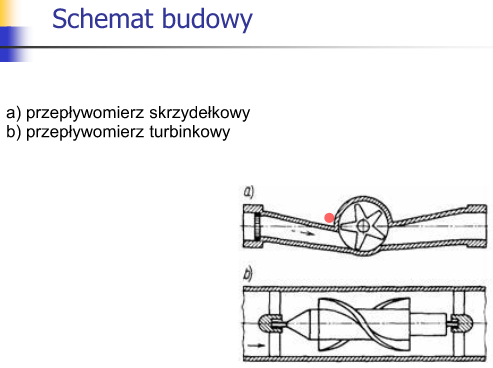 Schemat budowy
a) przepływomierz skrzydełkowy
b) przepływomierz turbinkowy
a)
b)